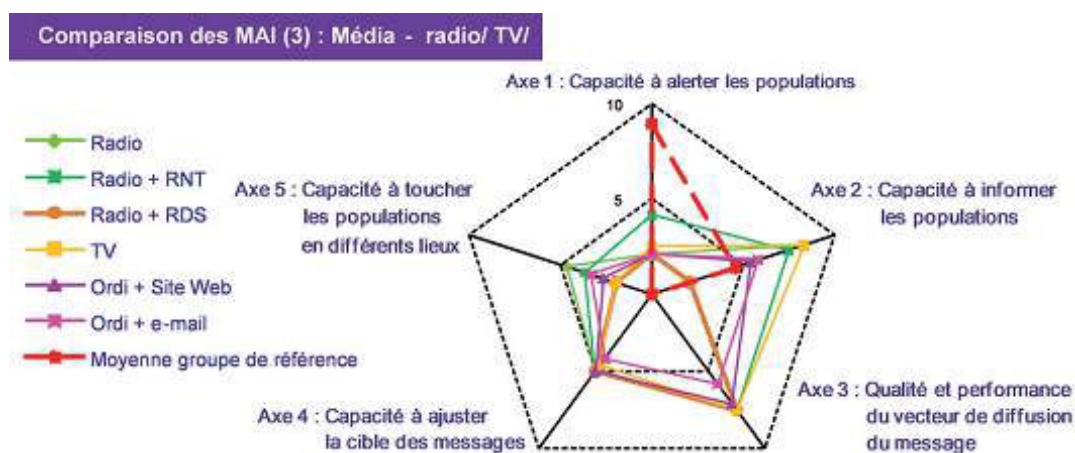 Comparaison des MAI (3) : Média - radio/ TV/
Axe 1 : Capacité à alerter les populations
10
5
Radio
Radio + RNT
Radio + RDS
TV
Ordi + Site Web
Ordi + e-mail
Moyenne groupe de référence
Axe 5 : Capacité à toucher
les populations
en différents lieux
Axe 2 : Capacité à informer
les populations
Axe 4 : Capacité à ajuster
la cible des messages
Axe 3 : Qualité et performance
du vecteur de diffusion
du message